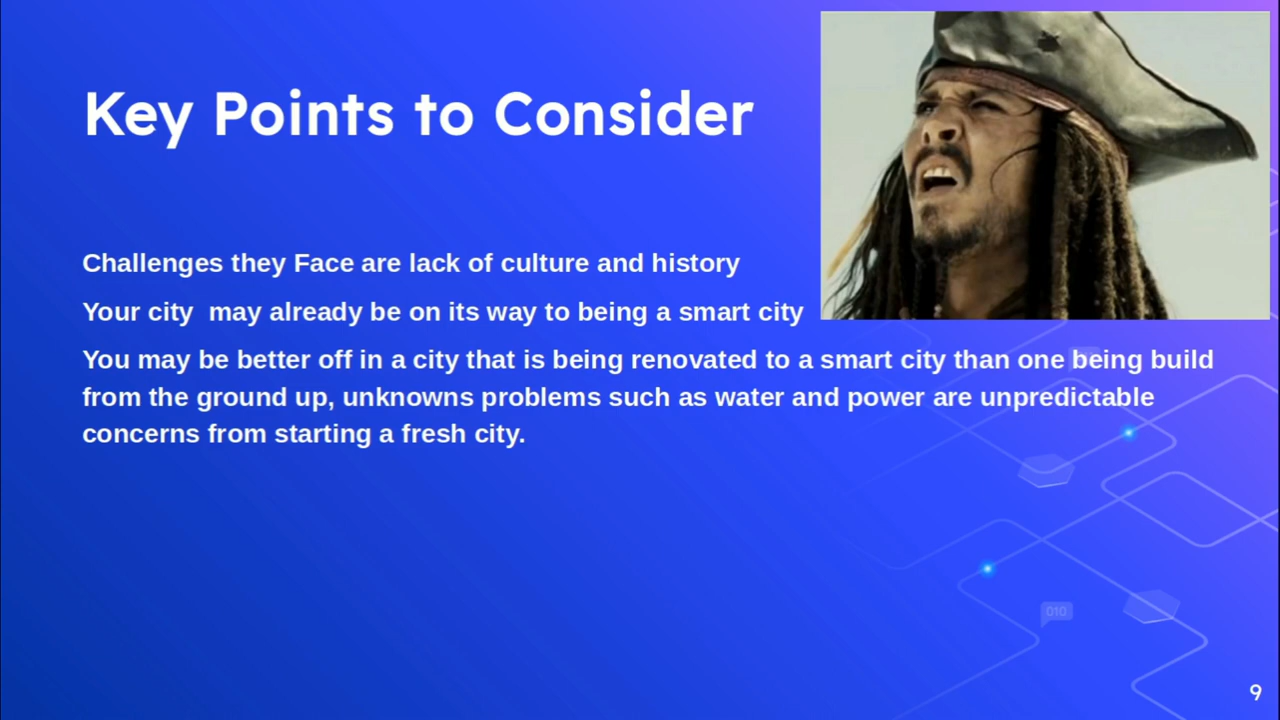 Key Points to Consider
Challenges they Face are lack of culture and history
Your city  may already be on its way to being a smart city
You may be better off in a city that is being renovated to a smart city than one being build
from the ground up, unknowns problems such as water and power are unpredictable
concerns from starting a fresh city.
010
9